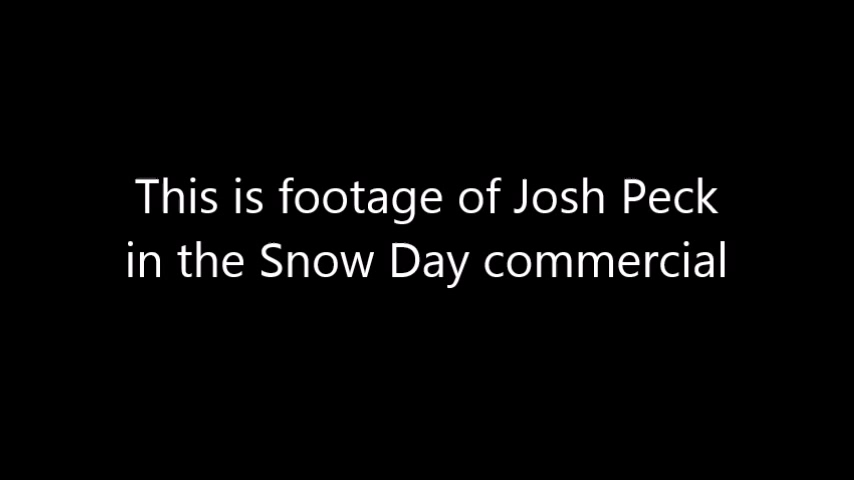 This is footage of Josh Peck
in the Snow Day commercial